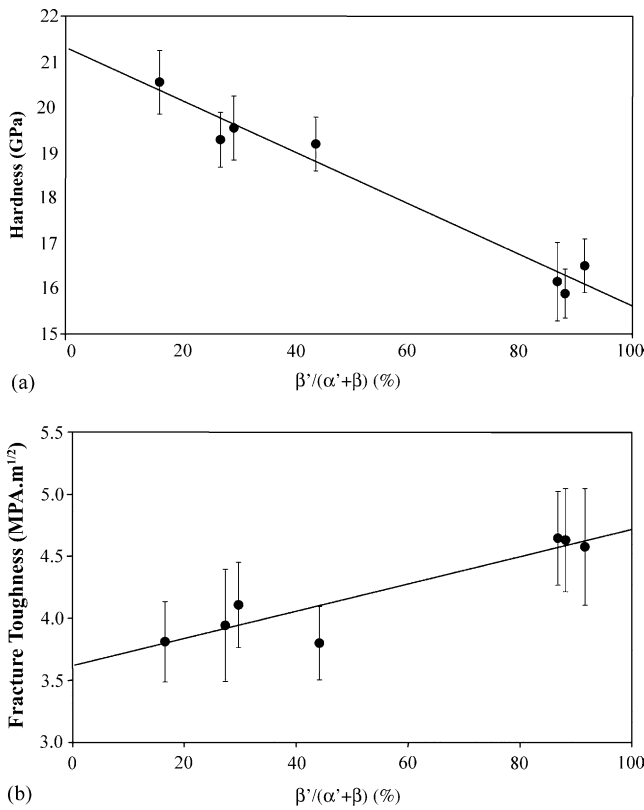 22
21
20
19
18
17
16
15
Hardness (GPa)
0 20 40 60 80 100
β'/(α'+β) (%)
(a)
5.5
5.0
4.5
4.0
3.5
3.0
Fracture Toughness (MPA.m1/2)
0 20 40 60 80 100
β'/(α'+β) (%)
(b)